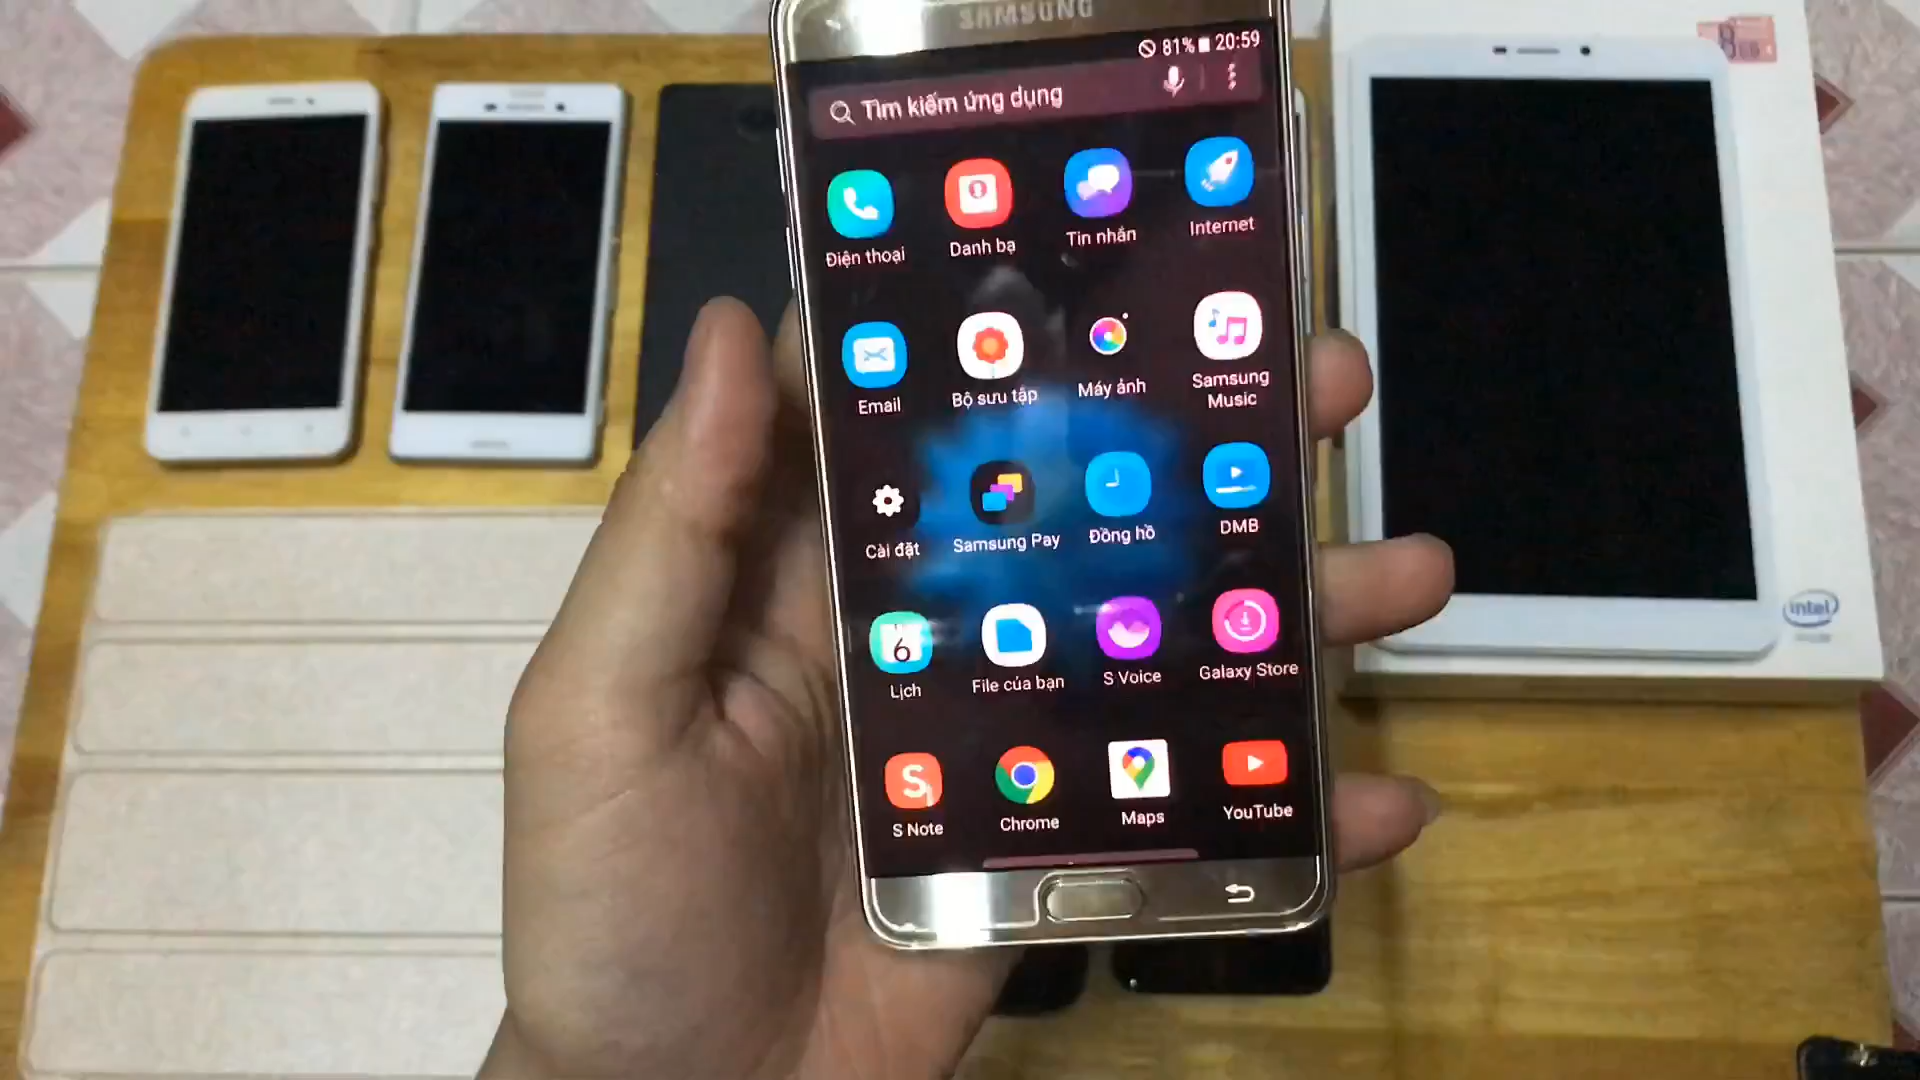 SAMSUNG
81% 20:59
Tìm kiếm ứng dụng
Điện thoại
Danh bạ
Tin nhắn
Internet
Email
Bộ sưu tập
Máy ảnh
Samsung
Music
Cài đặt
Samsung Pay
Đồng hồ
DMB
6
Lịch
File của bạn
S Voice
Galaxy Store
S
S Note
Chrome
Maps
YouTube
intel